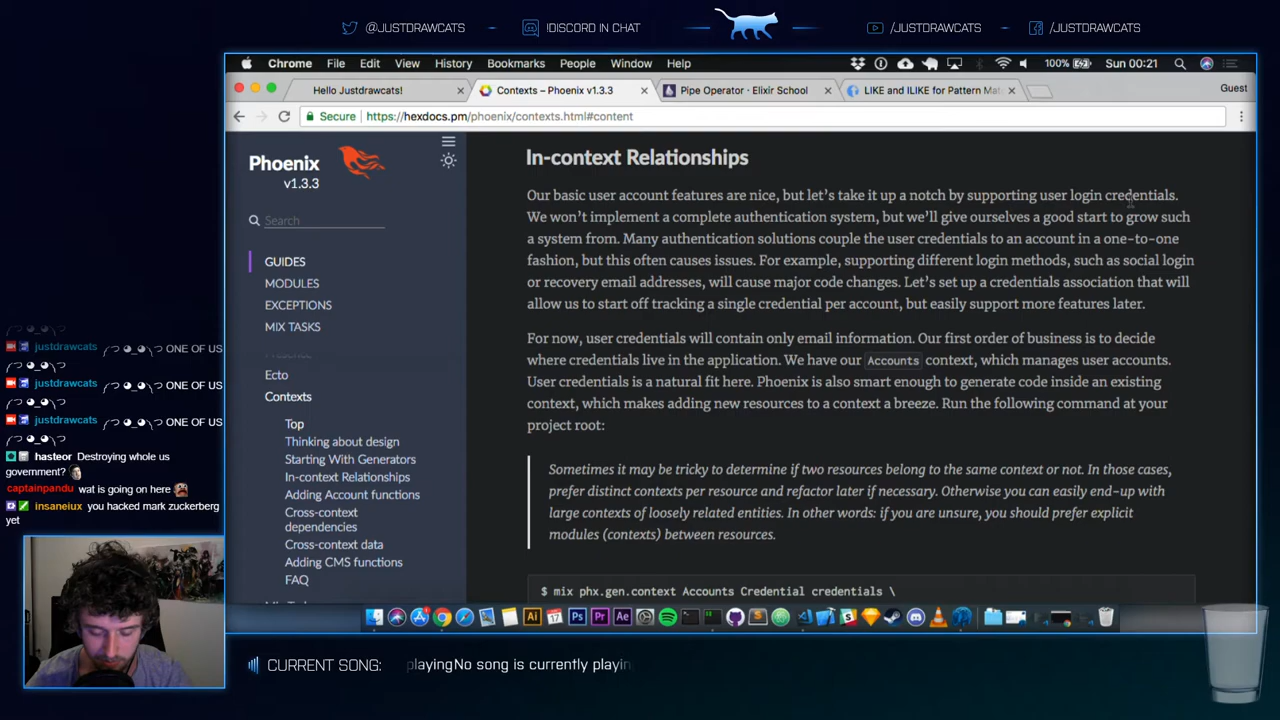 @JUSTDRAWCATS
!DISCORD IN CHAT
/JUSTDRAWCATS
/JUSTDRAWCATS
Chrome File Edit View History Bookmarks People Window Help
100% Sun 00:21
Hello Justdrawcats!
Contexts – Phoenix v1.3.3
Pipe Operator · Elixir School
LIKE and ILIKE for Pattern Mat
Guest
Secure https://hexdocs.pm/phoenix/contexts.html#content
Phoenix
v1.3.3
Search
GUIDES
MODULES
EXCEPTIONS
MIX TASKS
Presence
Ecto
Contexts
Top
Thinking about design
Starting With Generators
In-context Relationships
Adding Account functions
Cross-context
dependencies
Cross-context data
Adding CMS functions
FAQ
In-context Relationships
Our basic user account features are nice, but let’s take it up a notch by supporting user login credentials.
We won’t implement a complete authentication system, but we’ll give ourselves a good start to grow such
a system from. Many authentication solutions couple the user credentials to an account in a one-to-one
fashion, but this often causes issues. For example, supporting different login methods, such as social login
or recovery email addresses, will cause major code changes. Let’s set up a credentials association that will
allow us to start off tracking a single credential per account, but easily support more features later.
For now, user credentials will contain only email information. Our first order of business is to decide
where credentials live in the application. We have our Accounts context, which manages user accounts.
User credentials is a natural fit here. Phoenix is also smart enough to generate code inside an existing
context, which makes adding new resources to a context a breeze. Run the following command at your
project root:
Sometimes it may be tricky to determine if two resources belong to the same context or not. In those cases,
prefer distinct contexts per resource and refactor later if necessary. Otherwise you can easily end-up with
large contexts of loosely related entities. In other words: if you are unsure, you should prefer explicit
modules (contexts) between resources.
$ mix phx.gen.context Accounts Credential credentials \
justdrawcats ONE OF US
justdrawcats ONE OF US
justdrawcats ONE OF US
hasteor Destroying whole us
government?
captainpandu wat is going on here
insaneiux you hacked mark zuckerberg
yet
CURRENT SONG:
playingNo song is currently playin